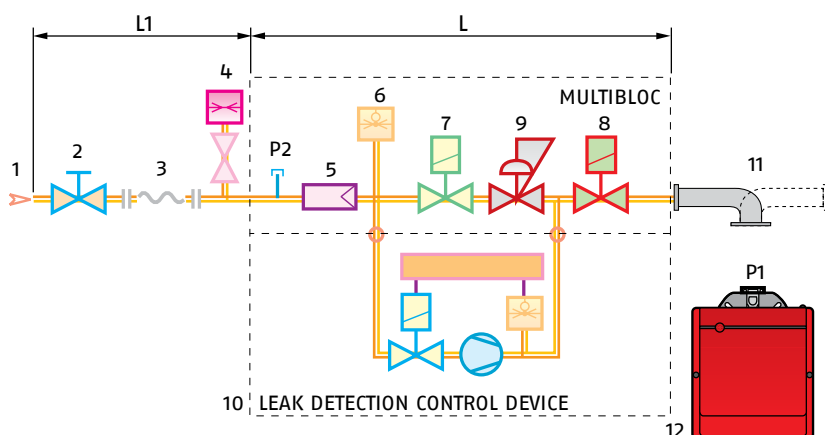 L1
L
4
6
MULTIBLOC
7
9
8
1
2
3
P2
5
11
P1
10 LEAK DETECTION CONTROL DEVICE
12